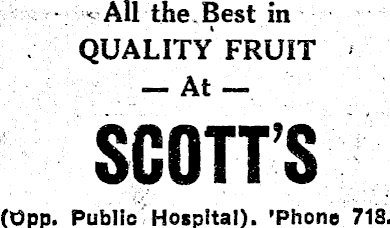 All the Best in
QUALITY FRUIT
— At —
SCOTT'S
(Opp. Public Hospital). 'Phone 718.